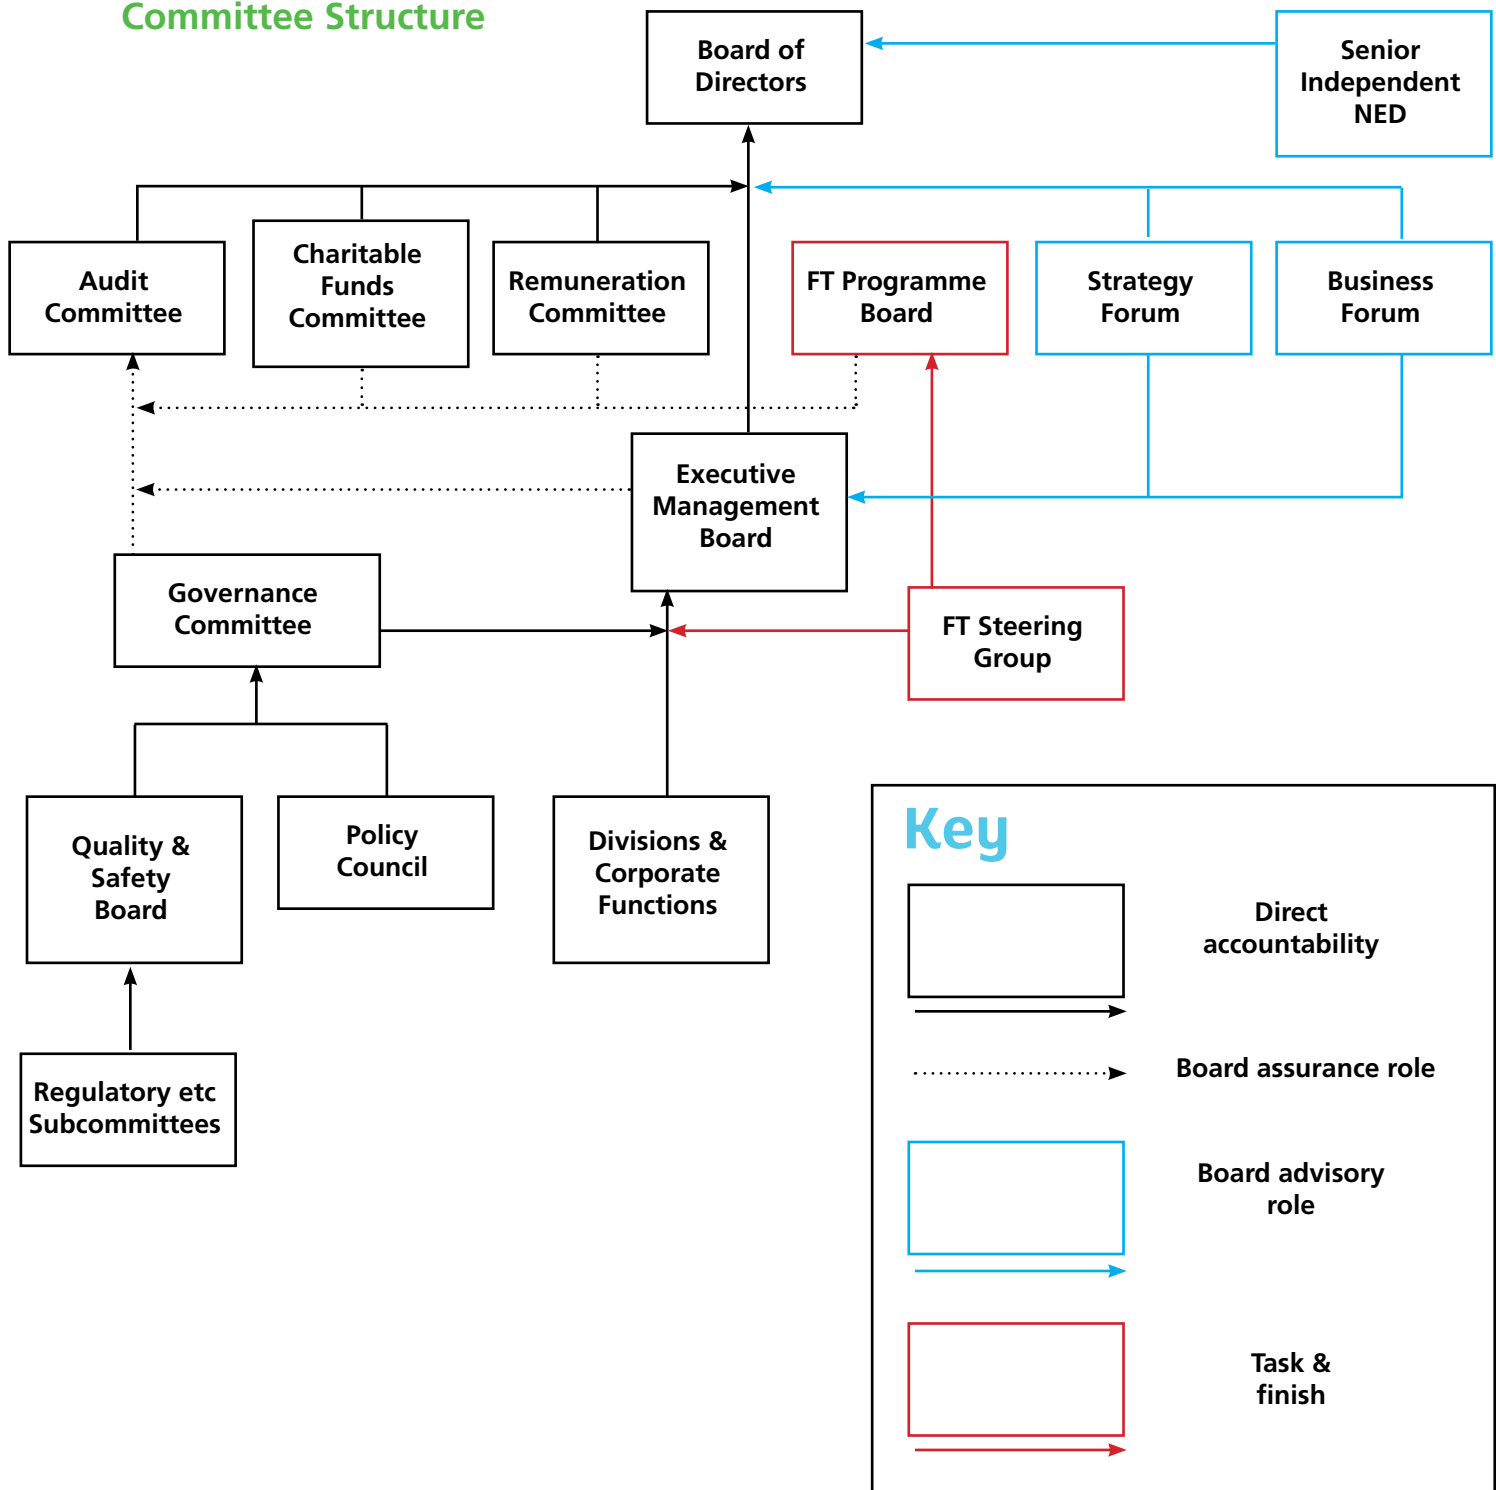 Committee Structure
Board of
Directors
Senior
Independent
NED
Audit
Committee
Charitable
Funds
Committee
Remuneration
Committee
FT Programme
Board
Strategy
Forum
Business
Forum
Executive
Management
Board
Governance
Committee
FT Steering
Group
Quality &
Safety
Board
Policy
Council
Divisions &
Corporate
Functions
Regulatory etc
Subcommittees
Key
Direct
accountability
Board assurance role
Board advisory
role
Task &
finish